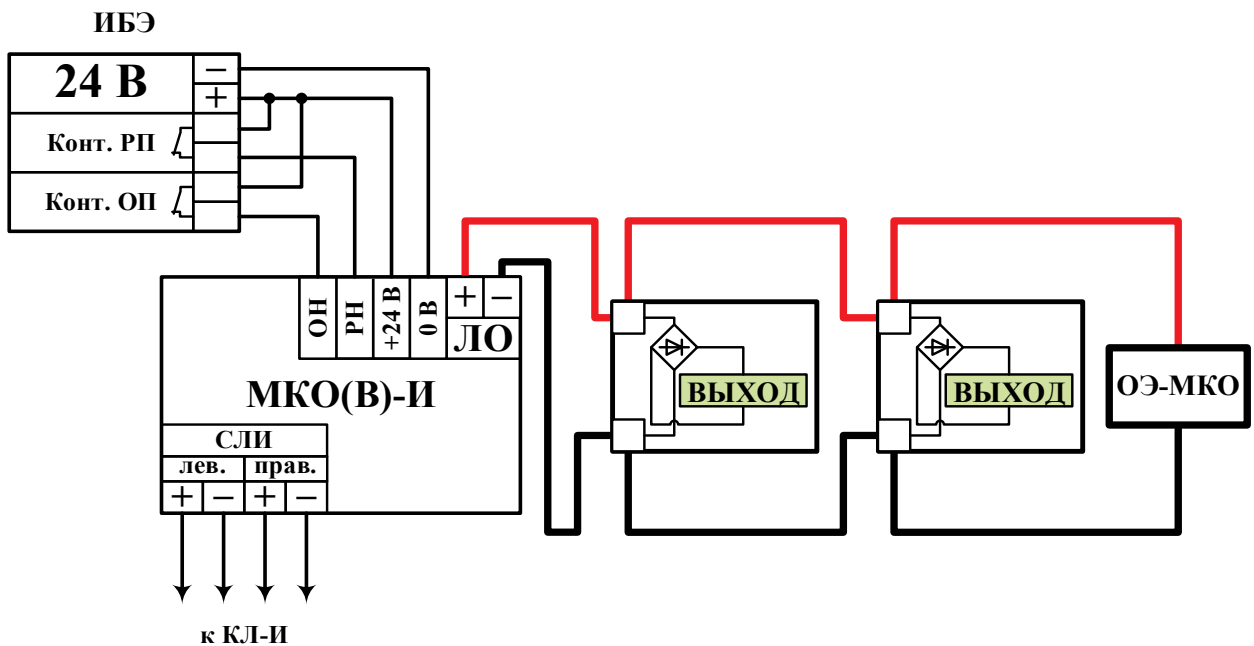 ИБЭ
24 В
−
+
Конт. РП
Конт. ОП
ОН
РН
+24 В
0 В
+ −
ЛО
МКО(В)-И
СЛИ
лев. прав.
+ − + −
к КЛ-И
ВЫХОД
ВЫХОД
ОЭ-МКО